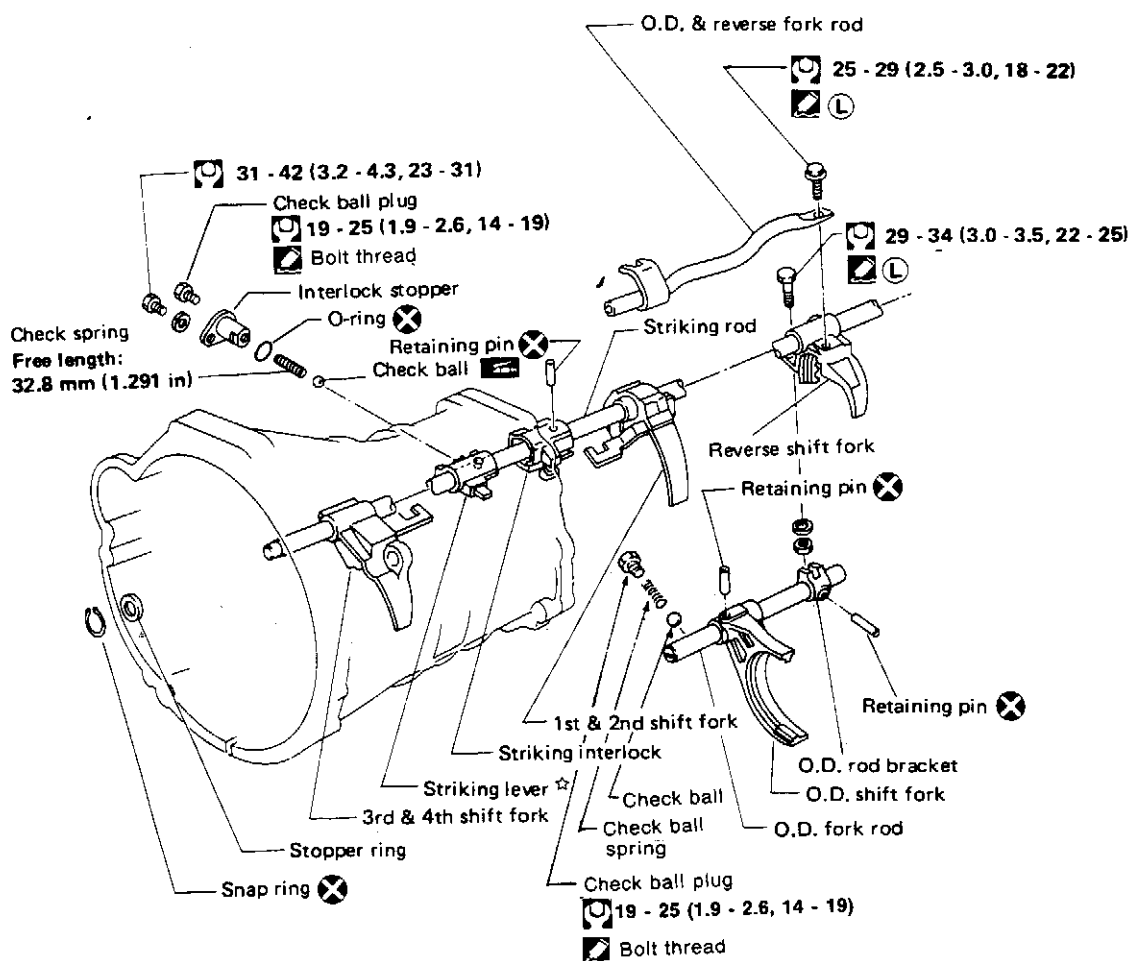 O.D. & reverse fork rod
25 - 29 (2.5 - 3.0, 18 - 22)
L
31 - 42 (3.2 - 4.3, 23 - 31)
Check ball plug
19 - 25 (1.9 - 2.6, 14 - 19)
Bolt thread
29 - 34 (3.0 - 3.5, 22 - 25)
L
Interlock stopper
O-ring
Striking rod
Check spring
Free length:
32.8 mm (1.291 in)
Retaining pin
Check ball
Reverse shift fork
Retaining pin
Retaining pin
1st & 2nd shift fork
Striking interlock
O.D. rod bracket
Striking lever ☆
Check ball
O.D. shift fork
3rd & 4th shift fork
Check ball
spring
O.D. fork rod
Stopper ring
Snap ring
Check ball plug
19 - 25 (1.9 - 2.6, 14 - 19)
Bolt thread